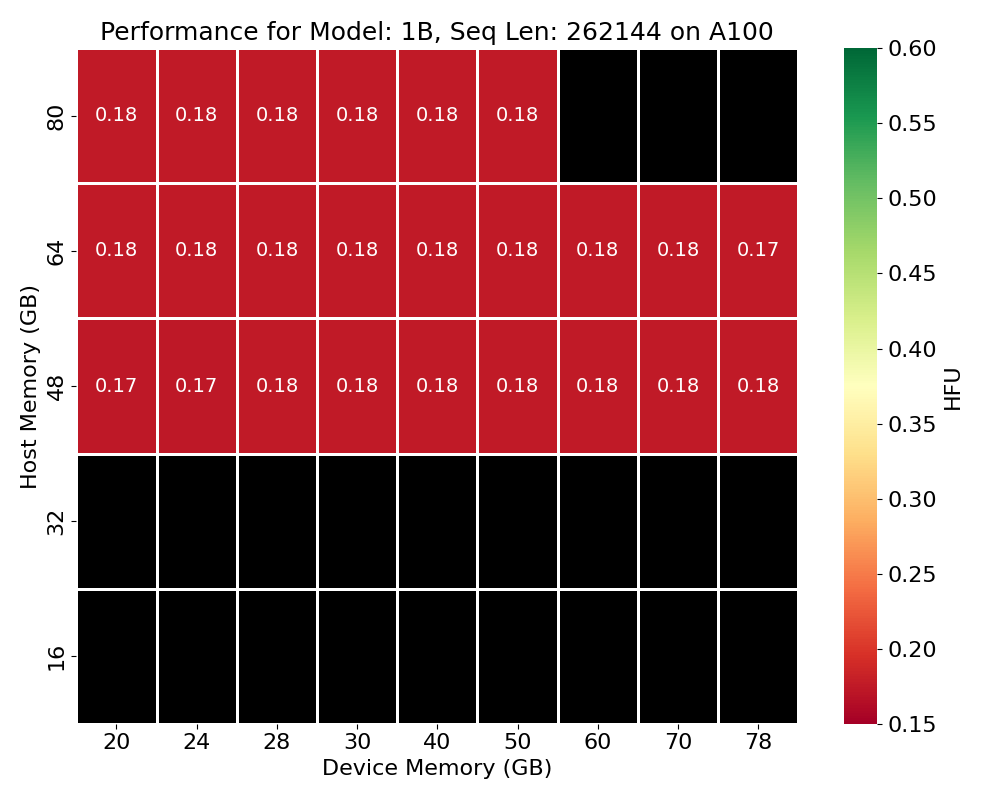 Performance for Model: 1B, Seq Len: 262144 on A100
Host Memory (GB)
80 0.18 0.18 0.18 0.18 0.18 0.18
64 0.18 0.18 0.18 0.18 0.18 0.18 0.18 0.18 0.17
48 0.17 0.17 0.18 0.18 0.18 0.18 0.18 0.18 0.18
32
16
20 24 28 30 40 50 60 70 78
Device Memory (GB)
0.60
0.55
0.50
0.45
0.40
0.35
0.30
0.25
0.20
0.15
HFU